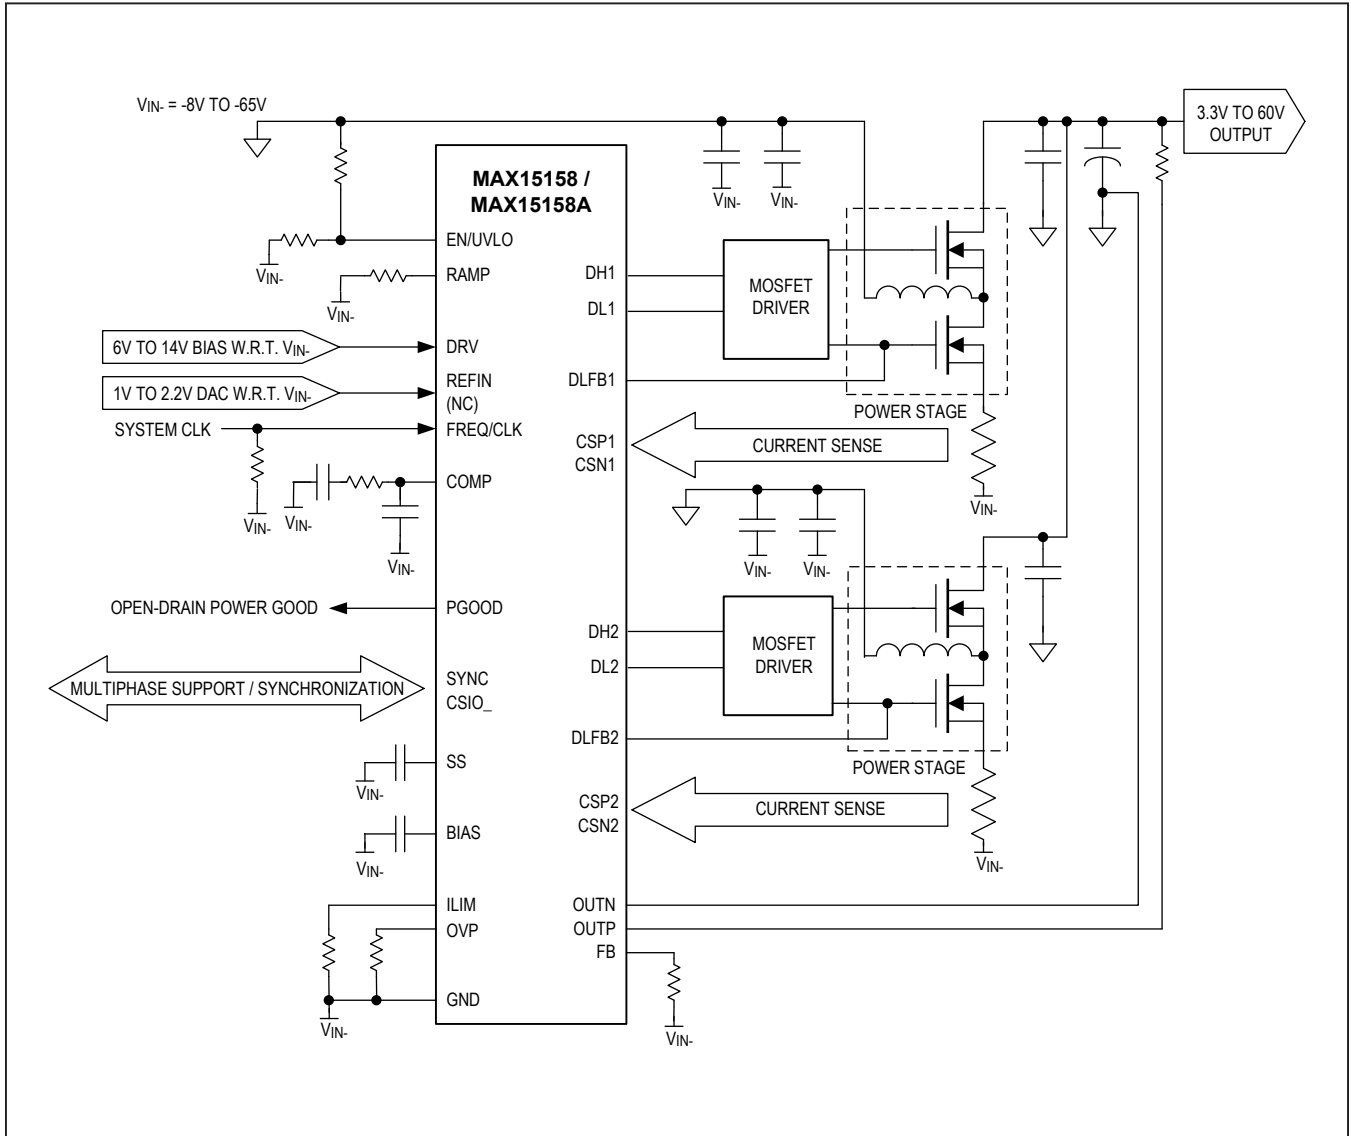 VIN- = -8V TO -65V
3.3V TO 60V
OUTPUT
MAX15158 /
MAX15158A
VIN-
VIN-
EN/UVLO
VIN-
RAMP
VIN-
DH1
DL1
MOSFET
DRIVER
6V TO 14V BIAS W.R.T. VIN-
DRV
1V TO 2.2V DAC W.R.T. VIN-
REFIN
(NC)
DLFB1
POWER STAGE
SYSTEM CLK
FREQ/CLK
CSP1
CSN1
CURRENT SENSE
VIN-
COMP
VIN-
VIN-
VIN-
VIN-
VIN-
VIN-
OPEN-DRAIN POWER GOOD
PGOOD
DH2
DL2
MOSFET
DRIVER
MULTIPHASE SUPPORT / SYNCHRONIZATION
SYNC
CSIO_
DLFB2
POWER STAGE
SS
VIN-
CSP2
CSN2
CURRENT SENSE
BIAS
VIN-
VIN-
ILIM
OVP
OUTN
OUTP
FB
GND
VIN-
VIN-